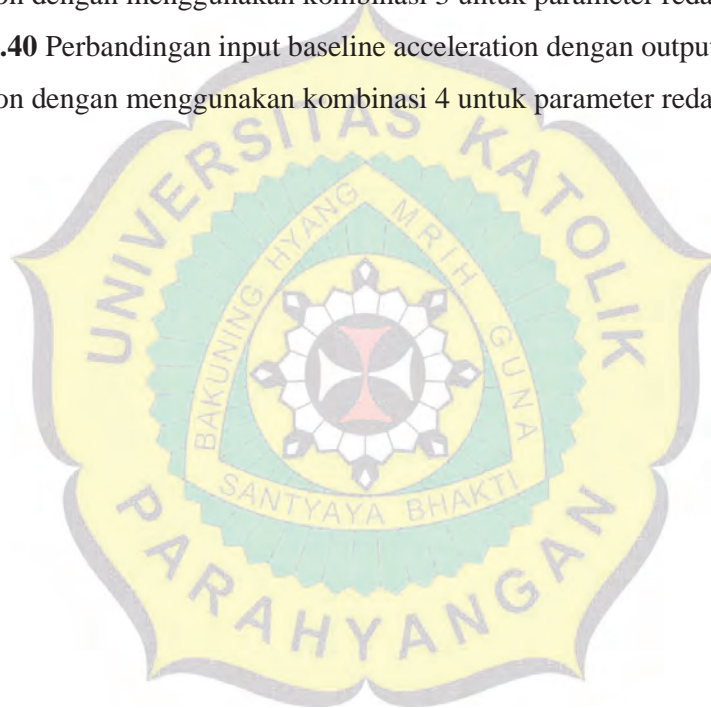 on dengan menggunakan kombinasi 3 untuk parameter reda
.40 Perbandingan input baseline acceleration dengan output
on dengan menggunakan kombinasi 4 untuk parameter reda
UNIVERSITAS KATOLIK
BAKUNING HYANG MRIH GUNA
SANTYAYA BHAKTI
PARAHYANGAN